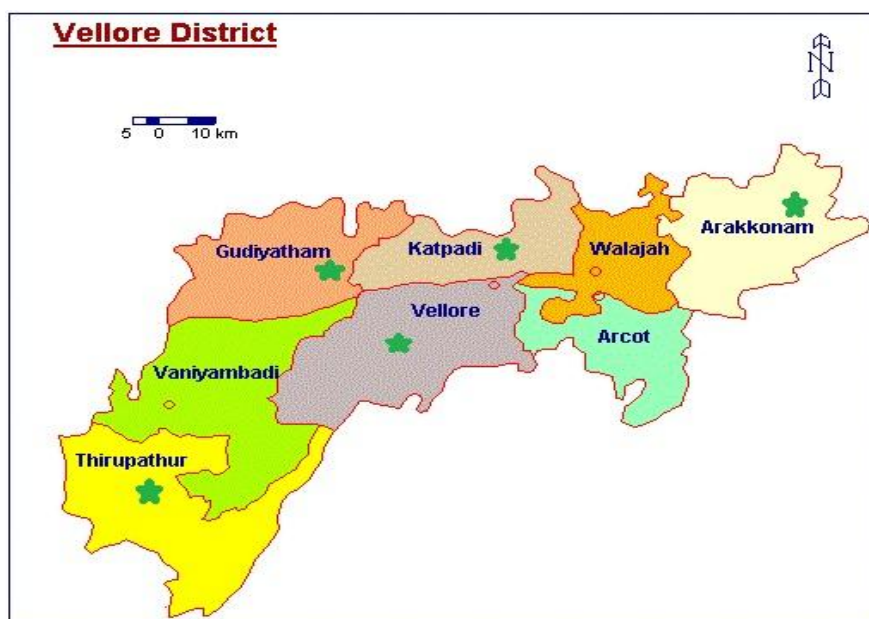 Vellore District
N
5 0 10 km
Arakkonam
Walajah
Katpadi
Gudiyatham
Vellore
Arcot
Vaniyambadi
Thirupathur